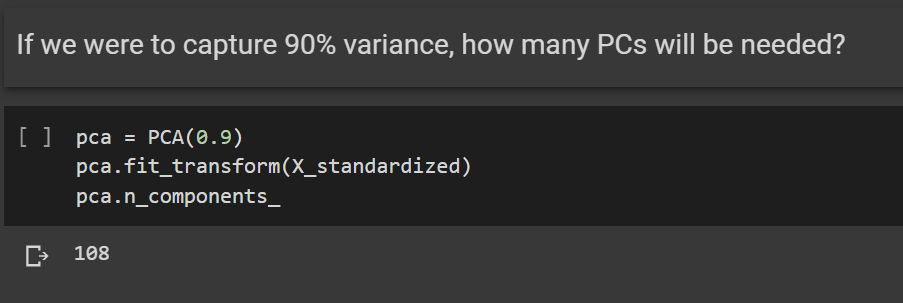 If we were to capture 90% variance, how many PCs will be needed?
[ ] pca = PCA(0.9)
pca.fit_transform(X_standardized)
pca.n_components_
108